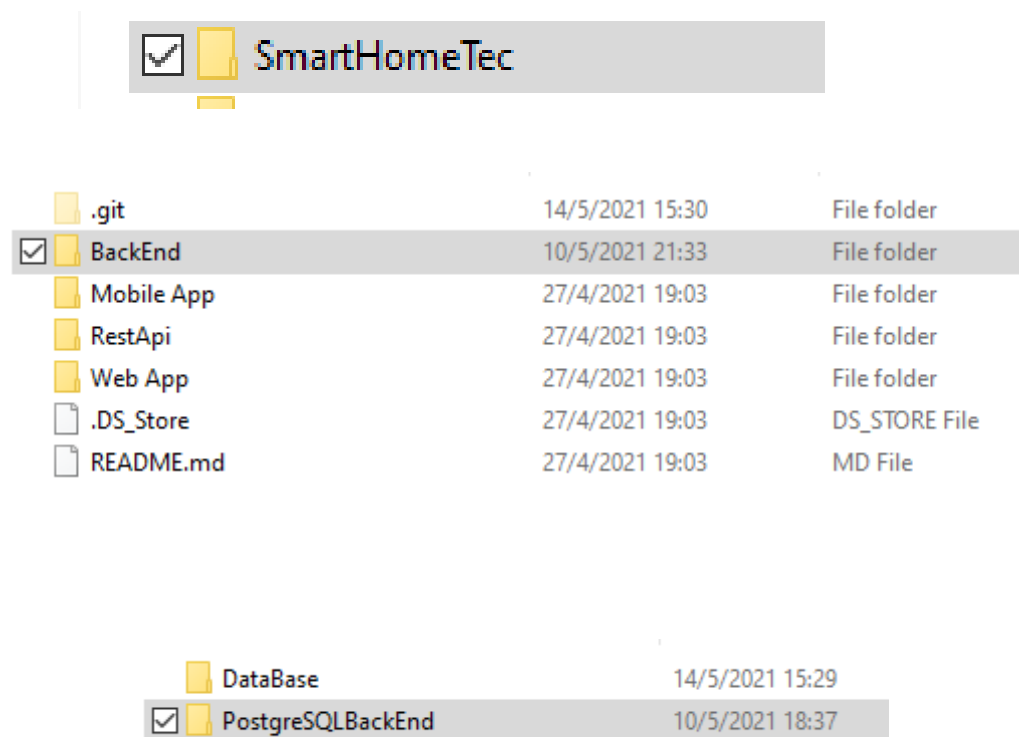 SmartHomeTec
.git 14/5/2021 15:30 File folder
BackEnd 10/5/2021 21:33 File folder
Mobile App 27/4/2021 19:03 File folder
RestApi 27/4/2021 19:03 File folder
Web App 27/4/2021 19:03 File folder
.DS_Store 27/4/2021 19:03 DS_STORE File
README.md 27/4/2021 19:03 MD File
DataBase 14/5/2021 15:29
PostgreSQLBackEnd 10/5/2021 18:37